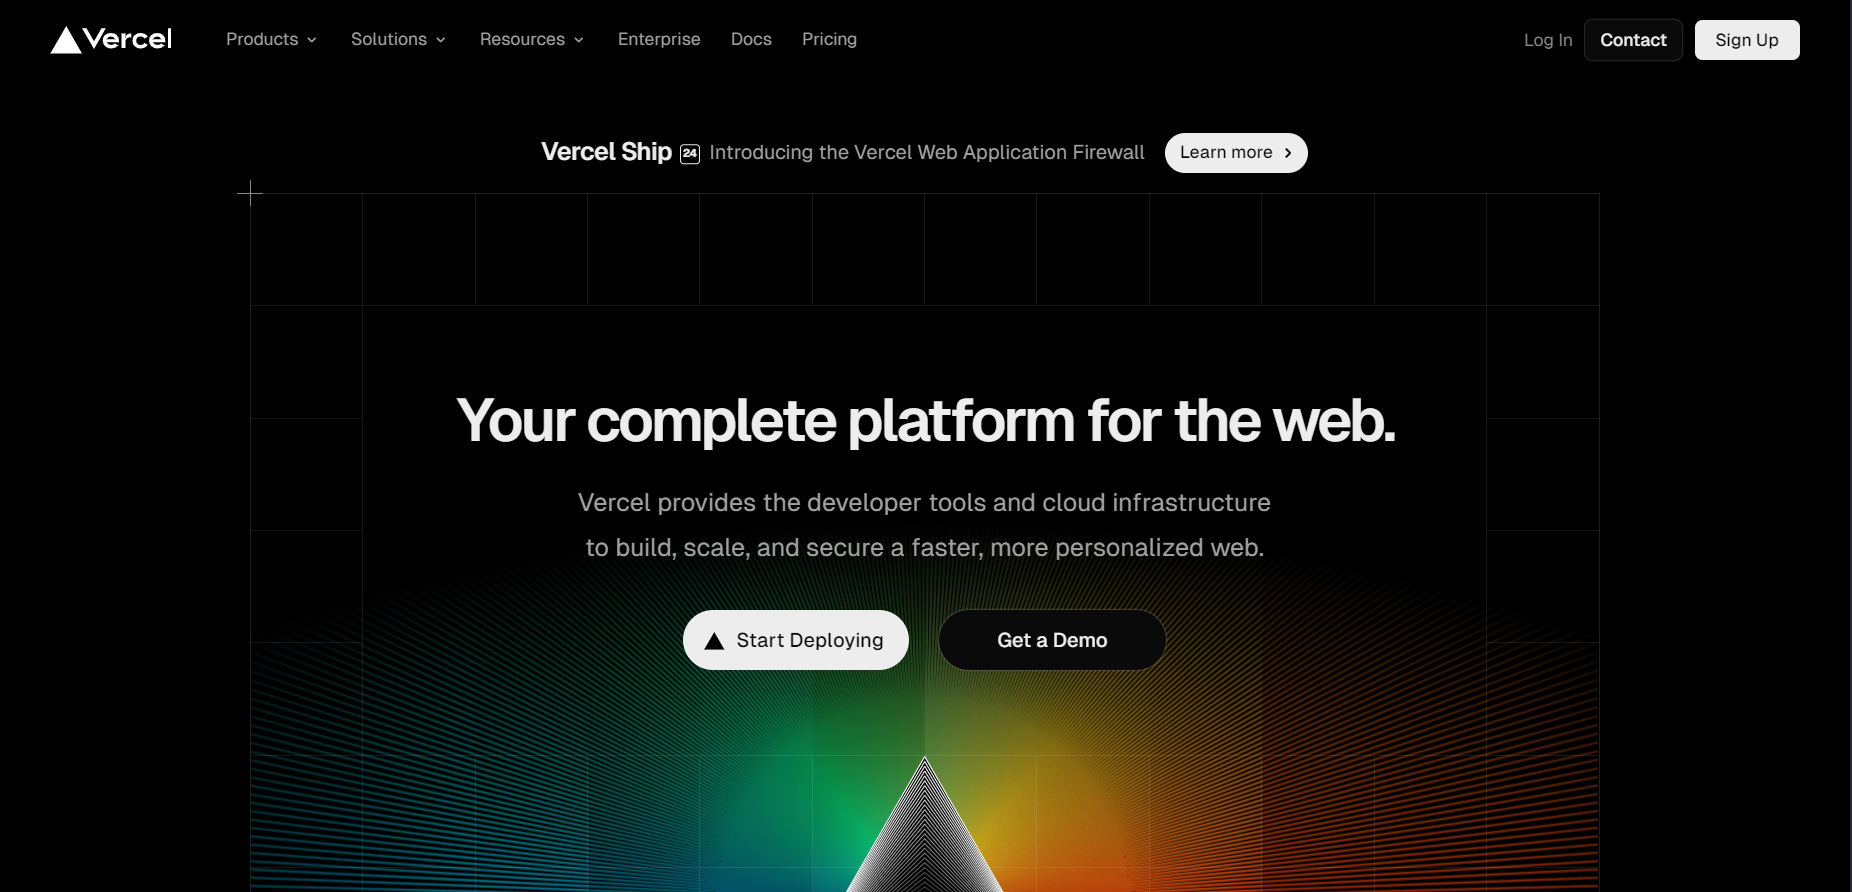 Vercel
Products
Solutions
Resources
Enterprise
Docs
Pricing
Log In
Contact
Sign Up
Vercel Ship 24 Introducing the Vercel Web Application Firewall
Learn more
Your complete platform for the web.
Vercel provides the developer tools and cloud infrastructure
to build, scale, and secure a faster, more personalized web.
Start Deploying
Get a Demo